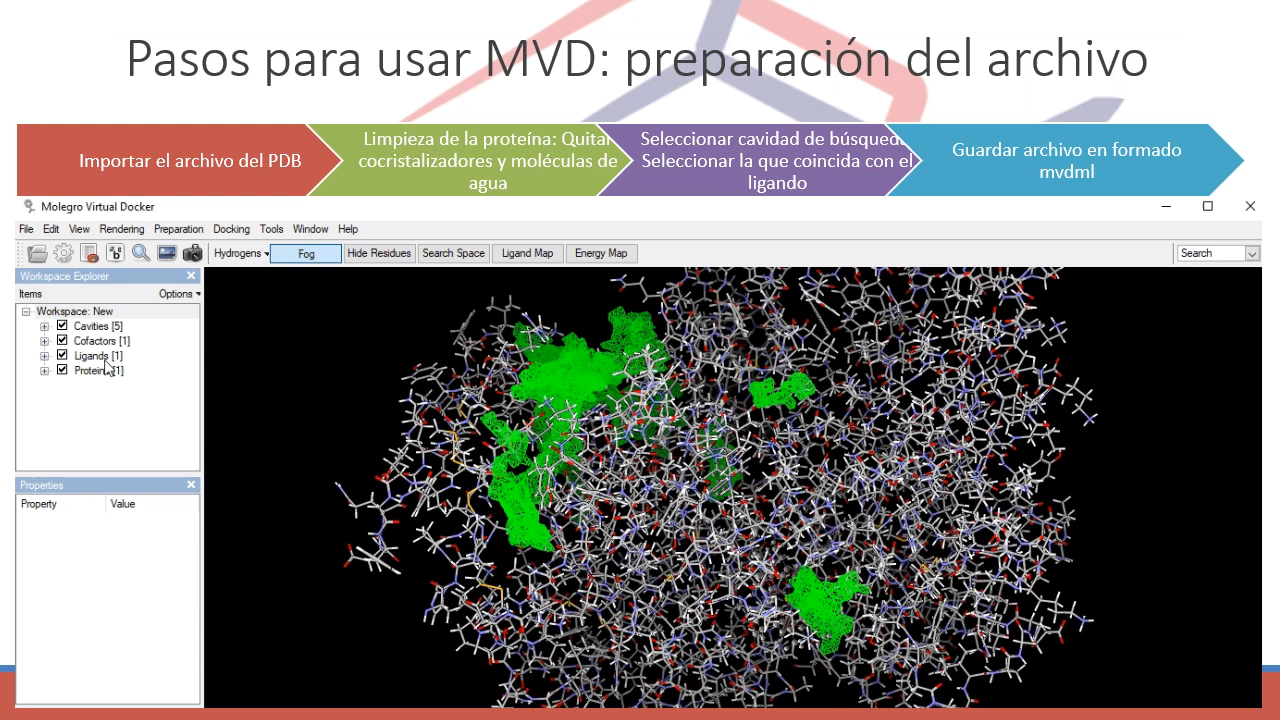 Pasos para usar MVD: preparación del archivo
Importar el archivo del PDB
Limpieza de la proteína: Quitar
cocristalizadores y moléculas de
agua
Seleccionar cavidad de búsqueda
Seleccionar la que coincida con el
ligando
Guardar archivo en formado
mvdml
Molegro Virtual Docker
File Edit View Rendering Preparation Docking Tools Window Help
Hydrogens Fog Hide Residues Search Space Ligand Map Energy Map Search
Workspace Explorer
Items Options
Workspace: New
Cavities [5]
Cofactors [1]
Ligands [1]
Proteins [1]
Properties
Property Value